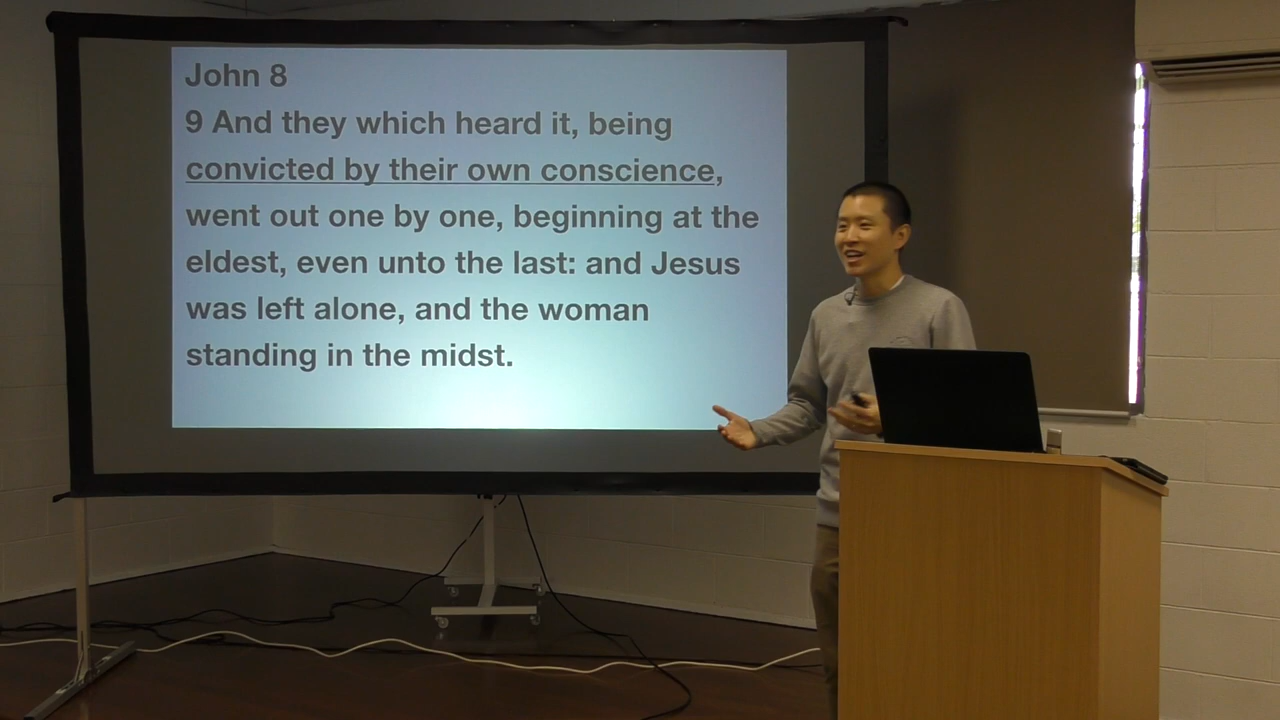 John 8
9 And they which heard it, being
convicted by their own conscience,
went out one by one, beginning at the
eldest, even unto the last: and Jesus
was left alone, and the woman
standing in the midst.